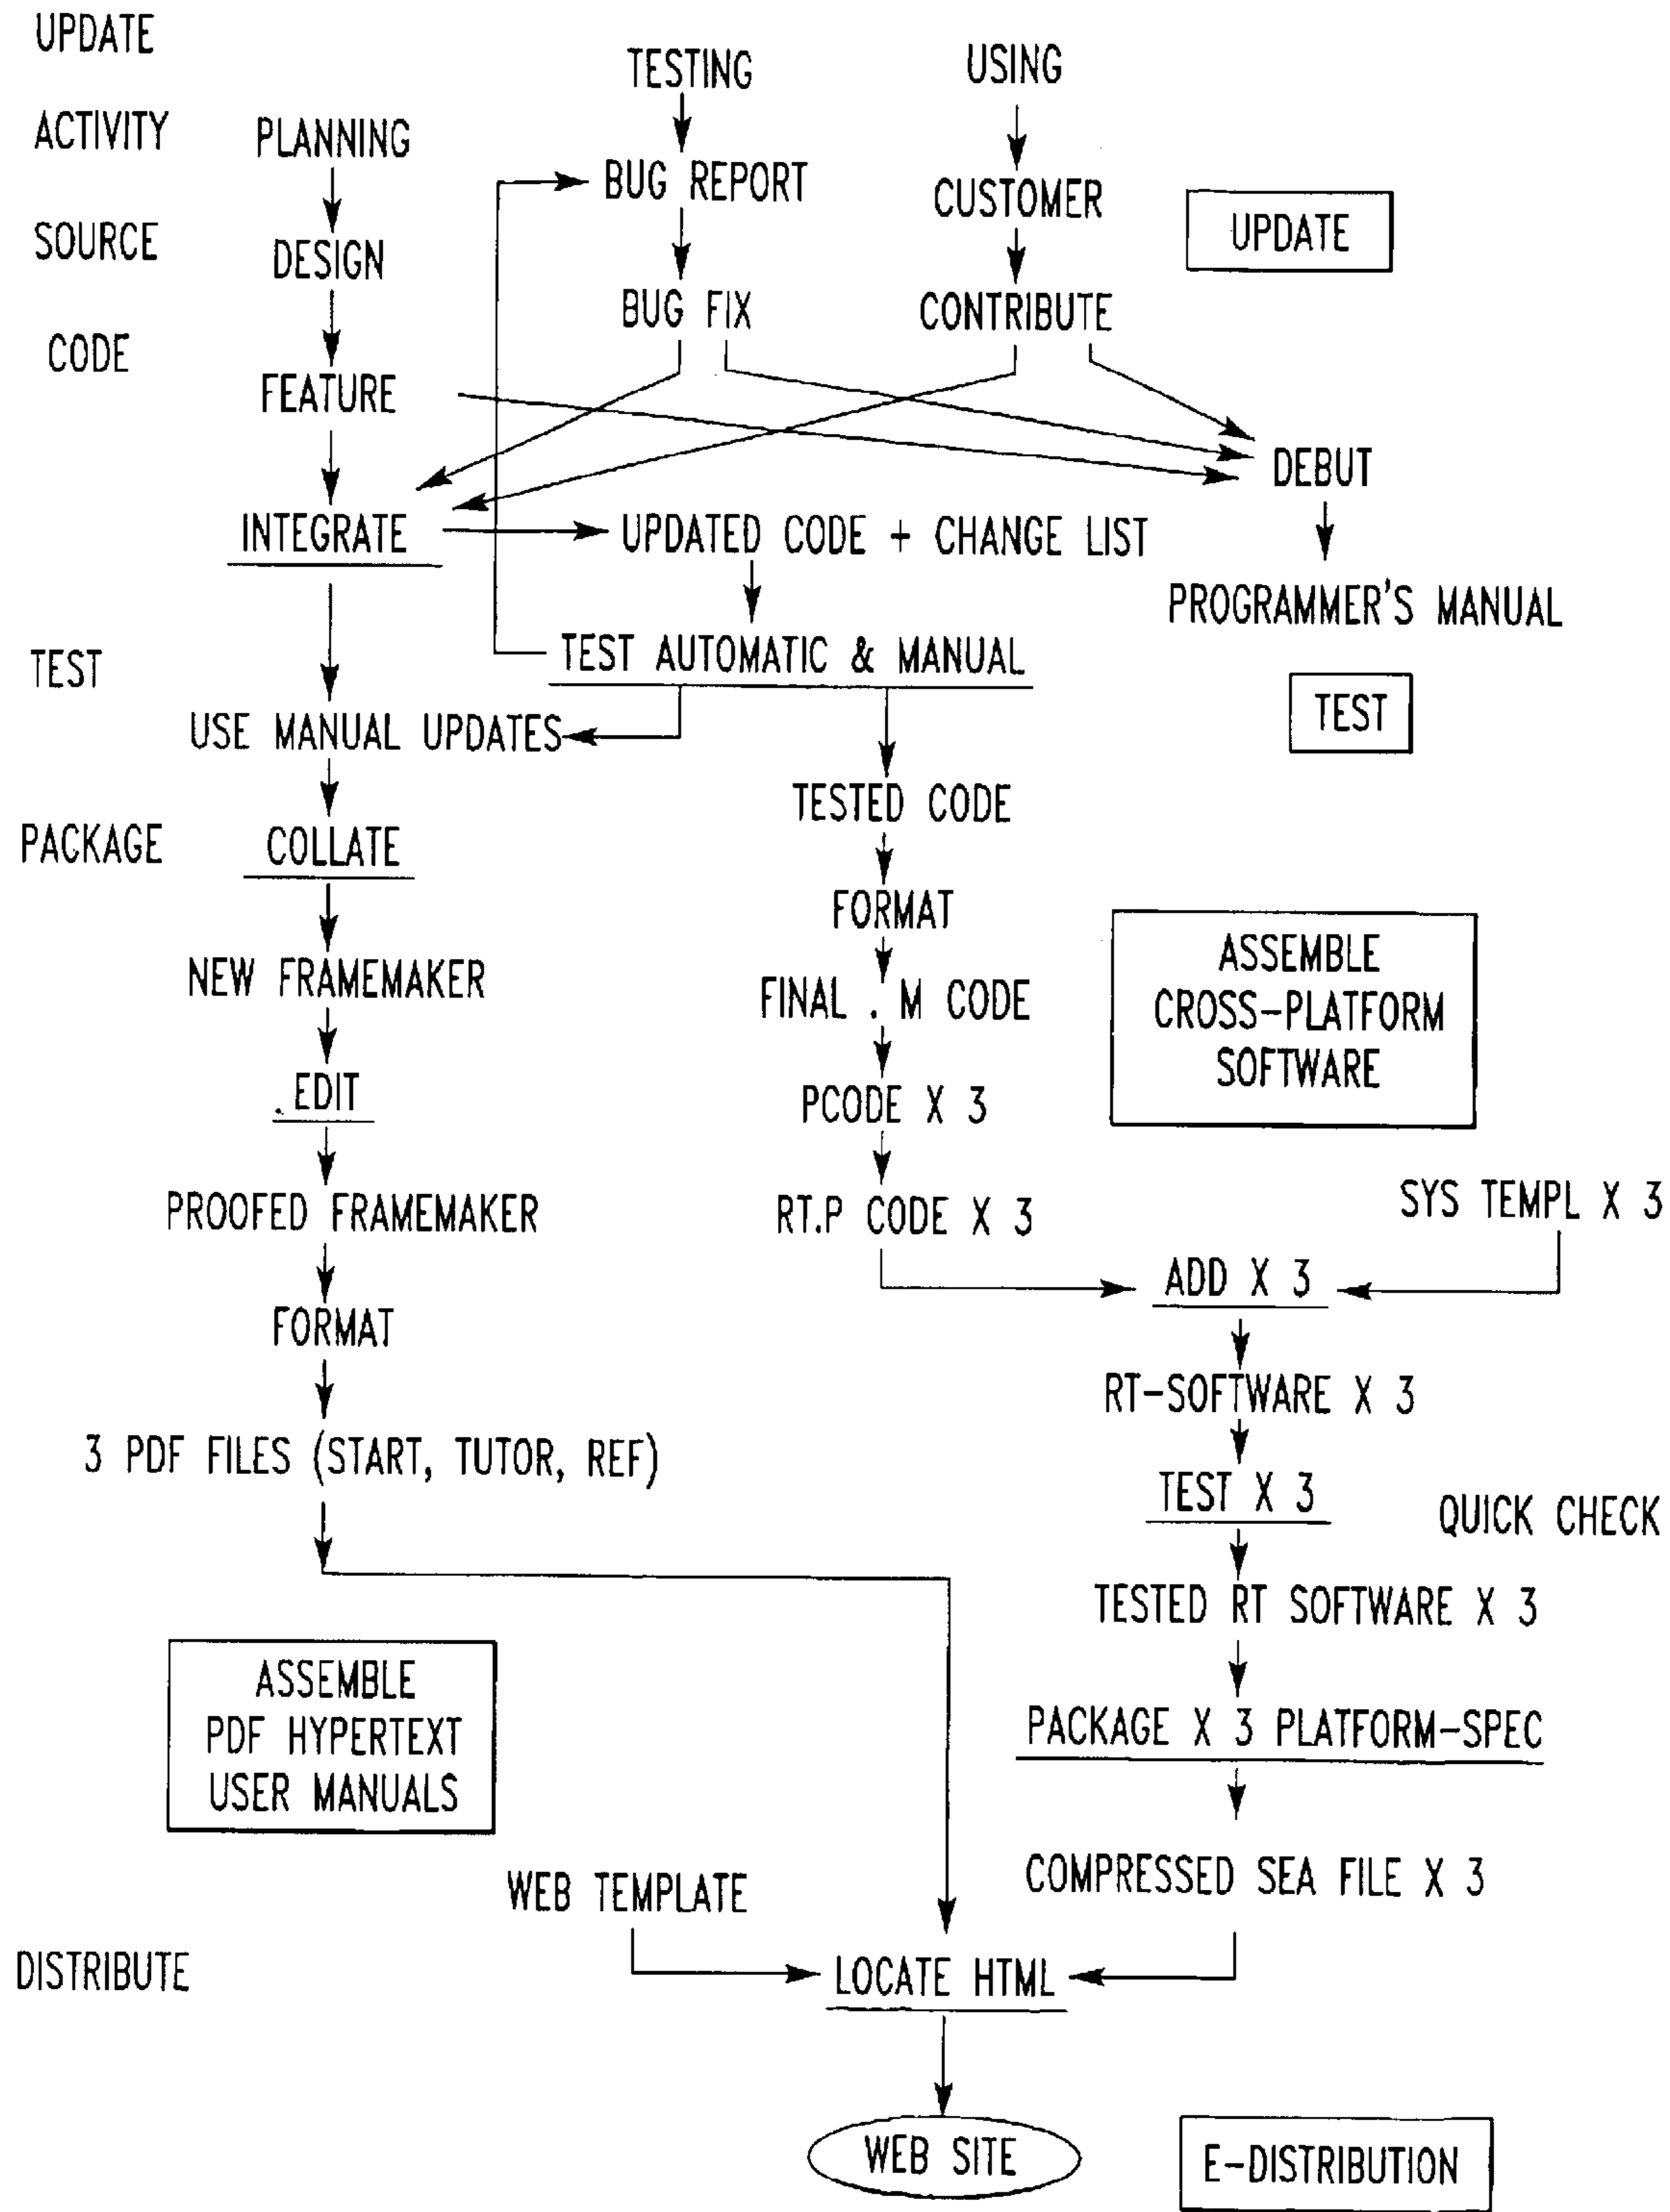 UPDATE
TESTING
USING
ACTIVITY
PLANNING
BUG REPORT
CUSTOMER
UPDATE
SOURCE
DESIGN
BUG FIX
CONTRIBUTE
CODE
FEATURE
DEBUT
INTEGRATE
UPDATED CODE + CHANGE LIST
PROGRAMMER'S MANUAL
TEST
TEST AUTOMATIC & MANUAL
TEST
USE MANUAL UPDATES
TESTED CODE
PACKAGE
COLLATE
FORMAT
ASSEMBLE
CROSS-PLATFORM
SOFTWARE
NEW FRAMEMAKER
FINAL . M CODE
. EDIT
PCODE X 3
PROOFED FRAMEMAKER
RT.P CODE X 3
SYS TEMPL X 3
ADD X 3
FORMAT
RT-SOFTWARE X 3
3 PDF FILES (START, TUTOR, REF)
TEST X 3
QUICK CHECK
TESTED RT SOFTWARE X 3
ASSEMBLE
PDF HYPERTEXT
USER MANUALS
PACKAGE X 3 PLATFORM-SPEC
WEB TEMPLATE
COMPRESSED SEA FILE X 3
DISTRIBUTE
LOCATE HTML
WEB SITE
E-DISTRIBUTION